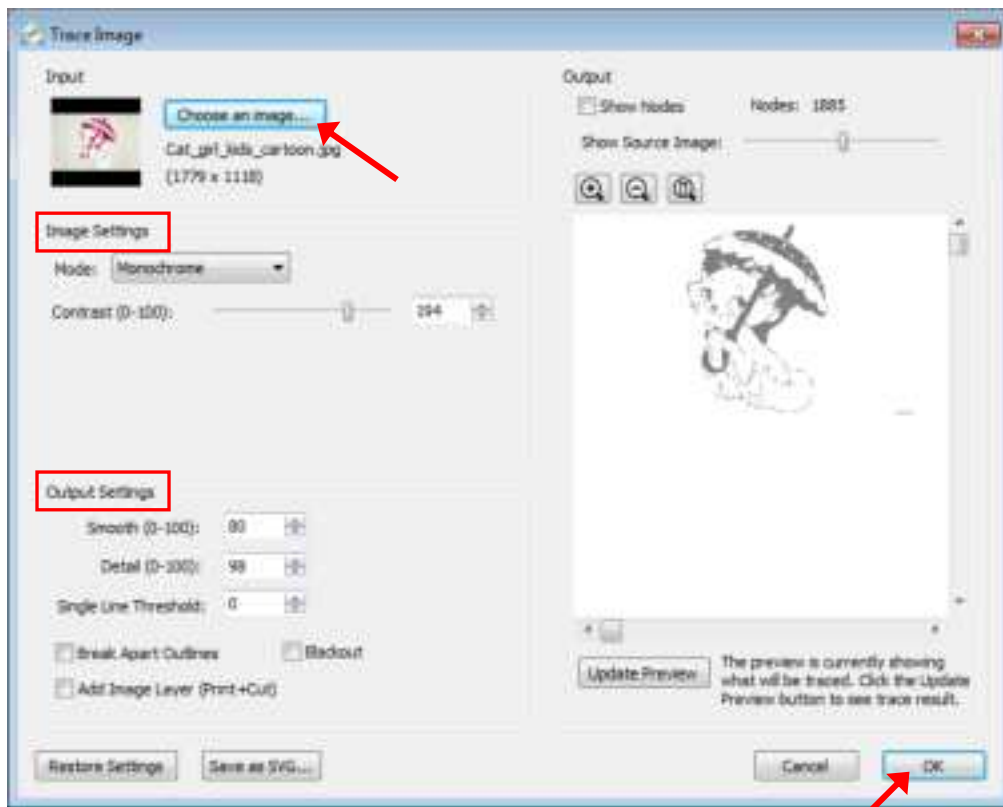 Trace Image
Input
Choose an image...
Cat_girl_kids_cartoon.jpg
(1779 x 1118)
Image Settings
Mode: Monochrome
Contrast (0-100): 194
Output Settings
Smooth (0-100): 80
Detail (0-100): 98
Single Line Threshold: 0
Break Apart Outlines Blackout
Add Image Layer (Print+Cut)
Restore Settings Save as SVG...
Output
Show Nodes Nodes: 1885
Show Source Image:
Update Preview
The preview is currently showing
what will be traced. Click the Update
Preview button to see trace result.
Cancel OK